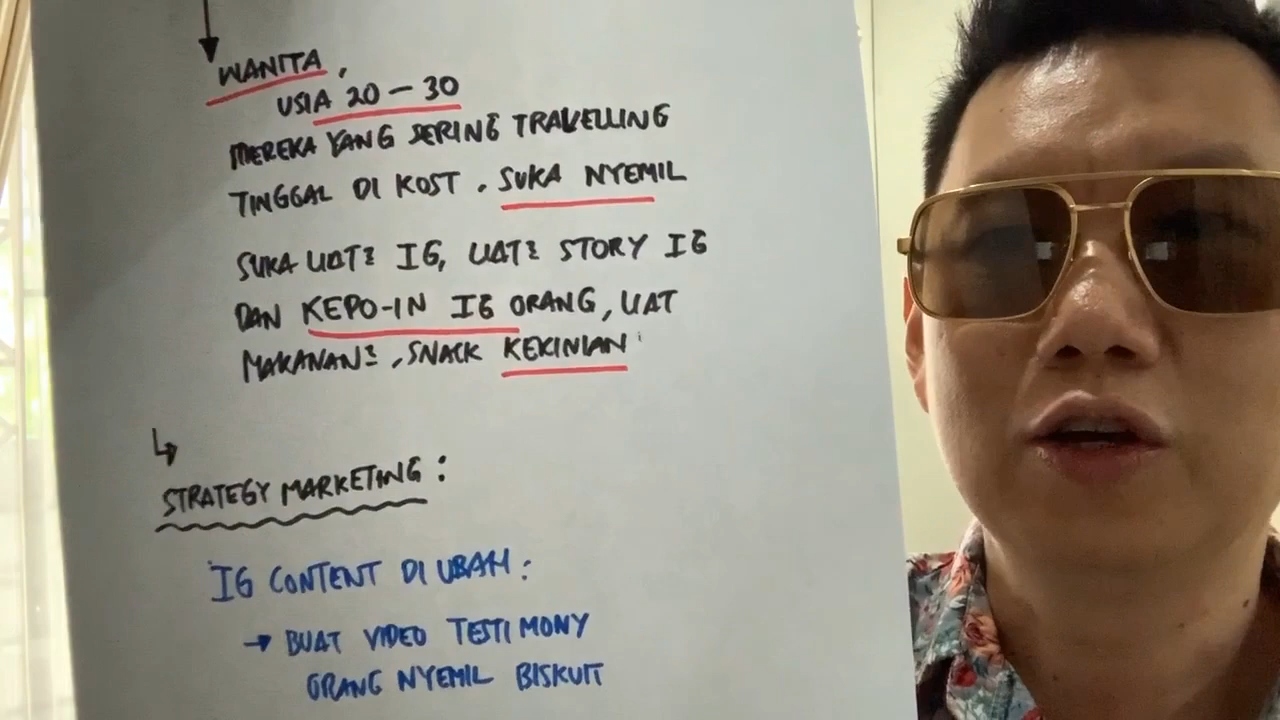 WANITA,
USIA 20 - 30
MEREKA YANG SERING TRAVELLING
TINGGAL DI KOST. SUKA NYEMIL
SUKA LIAT2 IG, LIAT2 STORY IG
DAN KEPO-IN IG ORANG, LIAT
MAKANAN2, SNACK KEKINIAN
↳
STRATEGY MARKETING:
IG CONTENT DI UBAH:
→ BUAT VIDEO TESTIMONY
ORANG NYEMIL BISKUIT